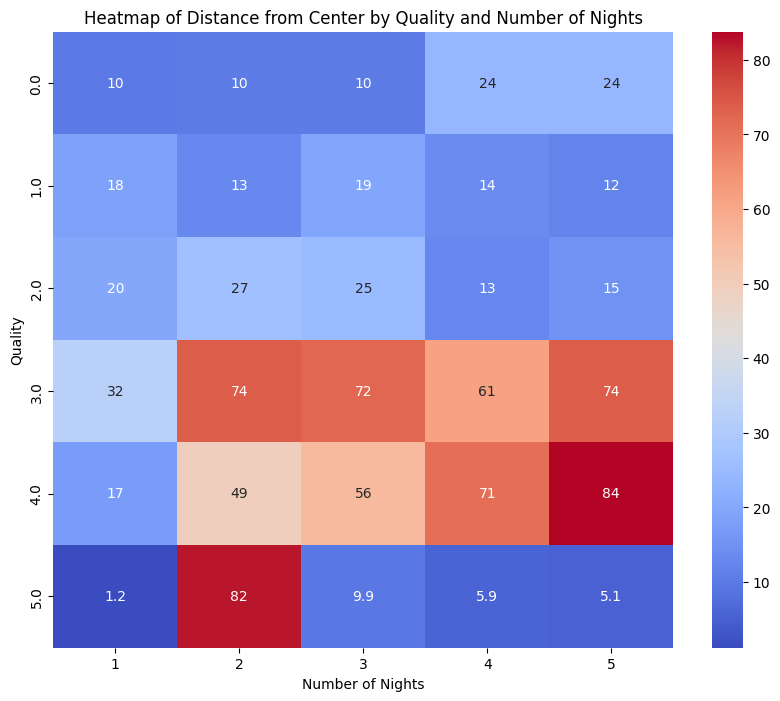 Heatmap of Distance from Center by Quality and Number of Nights
0.0 10 10 10 24 24
1.0 18 13 19 14 12
2.0 20 27 25 13 15
3.0 32 74 72 61 74
4.0 17 49 56 71 84
5.0 1.2 82 9.9 5.9 5.1
1 2 3 4 5
Quality
Number of Nights
80
70
60
50
40
30
20
10